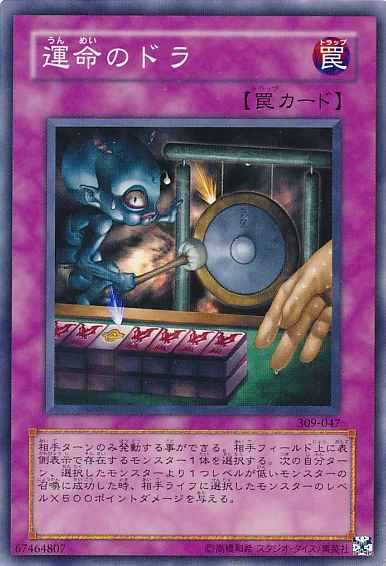 運命のドラ
罠
【罠カード】
309-047
相手ターンのみ発動する事ができる。相手フィールド上に表
側表示で存在するモンスター1体を選択する。次の自分ター
ン、選択したモンスターより1つレベルが低いモンスターの
召喚に成功した時、相手ライフに選択したモンスターのレベ
ル×500ポイントダメージを与える。
67464807
©高橋和希 スタジオ・ダイス/集英社